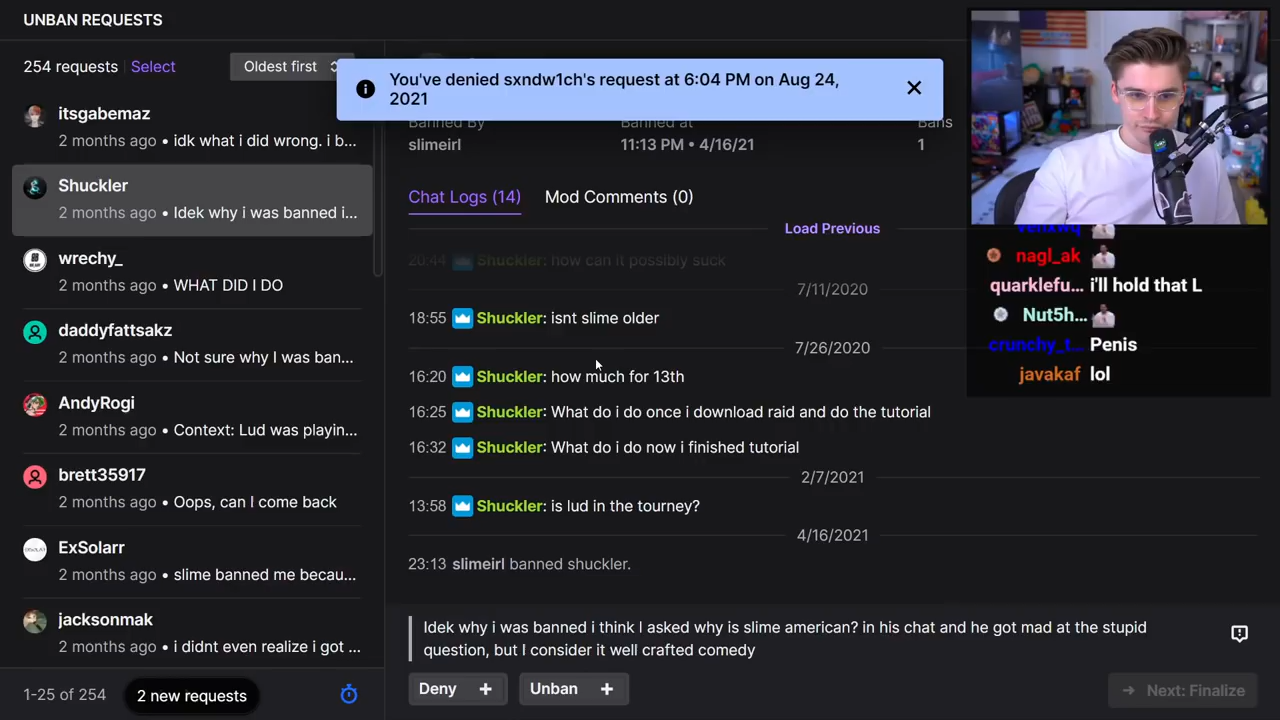 UNBAN REQUESTS
254 requests Select Oldest first
itsgabemaz
2 months ago • idk what i did wrong. i b...
Shuckler
2 months ago • Idek why i was banned i...
wrechy_
2 months ago • WHAT DID I DO
daddyfattsakz
2 months ago • Not sure why I was ban...
AndyRogi
2 months ago • Context: Lud was playin...
brett35917
2 months ago • Oops, can I come back
ExSolarr
2 months ago • slime banned me becau...
jacksonmak
2 months ago • i didnt even realize i got ...
1-25 of 254 2 new requests
You've denied sxndw1ch's request at 6:04 PM on Aug 24,
2021
Banned By Banned at Bans
slimeirl 11:13 PM • 4/16/21 1
Chat Logs (14) Mod Comments (0)
Load Previous
20:44 Shuckler: how can it possibly suck
7/11/2020
18:55 Shuckler: isnt slime older
7/26/2020
16:20 Shuckler: how much for 13th
16:25 Shuckler: What do i do once i download raid and do the tutorial
16:32 Shuckler: What do i do now i finished tutorial
2/7/2021
13:58 Shuckler: is lud in the tourney?
4/16/2021
23:13 slimeirl banned shuckler.
Idek why i was banned i think I asked why is slime american? in his chat and he got mad at the stupid
question, but I consider it well crafted comedy
Deny + Unban + Next: Finalize
nagl_ak
quarklefu... i'll hold that L
Nut5h...
crunchy_t... Penis
javakaf lol